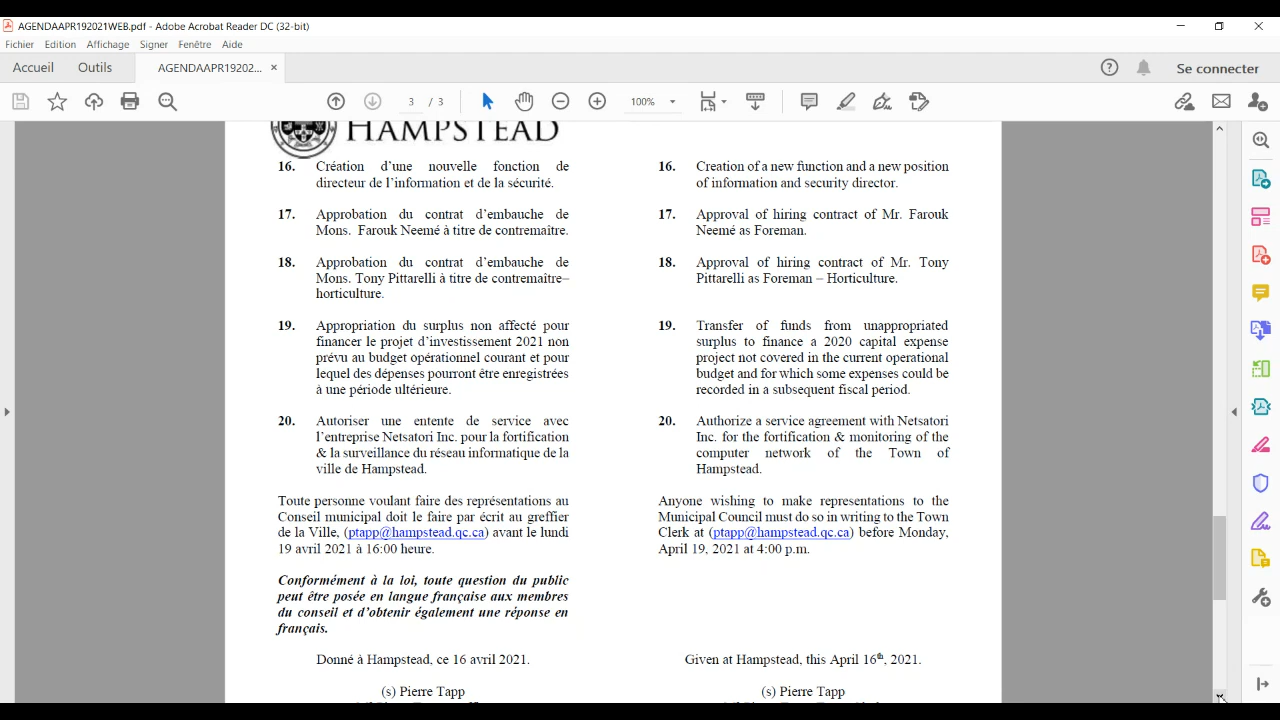 AGENDAAPR192021WEB.pdf - Adobe Acrobat Reader DC (32-bit)
Fichier Edition Affichage Signer Fenêtre Aide
Accueil Outils AGENDAAPR19202... × Se connecter
3 / 3 100%
HAMPSTEAD
16. Création d'une nouvelle fonction de
directeur de l'information et de la sécurité.
17. Approbation du contrat d'embauche de
Mons. Farouk Neemé à titre de contremaître.
18. Approbation du contrat d'embauche de
Mons. Tony Pittarelli à titre de contremaître–
horticulture.
19. Appropriation du surplus non affecté pour
financer le projet d'investissement 2021 non
prévu au budget opérationnel courant et pour
lequel des dépenses pourront être enregistrées
à une période ultérieure.
20. Autoriser une entente de service avec
l'entreprise Netsatori Inc. pour la fortification
& la surveillance du réseau informatique de la
ville de Hampstead.
Toute personne voulant faire des représentations au
Conseil municipal doit le faire par écrit au greffier
de la Ville, (ptapp@hampstead.qc.ca) avant le lundi
19 avril 2021 à 16:00 heure.
Conformément à la loi, toute question du public
peut être posée en langue française aux membres
du conseil et d'obtenir également une réponse en
français.
Donné à Hampstead, ce 16 avril 2021.
(s) Pierre Tapp
16. Creation of a new function and a new position
of information and security director.
17. Approval of hiring contract of Mr. Farouk
Neemé as Foreman.
18. Approval of hiring contract of Mr. Tony
Pittarelli as Foreman – Horticulture.
19. Transfer of funds from unappropriated
surplus to finance a 2020 capital expense
project not covered in the current operational
budget and for which some expenses could be
recorded in a subsequent fiscal period.
20. Authorize a service agreement with Netsatori
Inc. for the fortification & monitoring of the
computer network of the Town of
Hampstead.
Anyone wishing to make representations to the
Municipal Council must do so in writing to the Town
Clerk at (ptapp@hampstead.qc.ca) before Monday,
April 19, 2021 at 4:00 p.m.
Given at Hampstead, this April 16th, 2021.
(s) Pierre Tapp